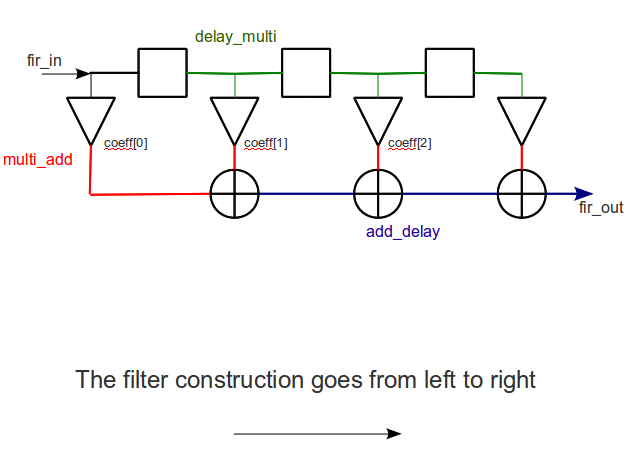 delay_multi
fir_in
coeff[0]
coeff[1]
coeff[2]
multi_add
fir_out
add_delay
The filter construction goes from left to right